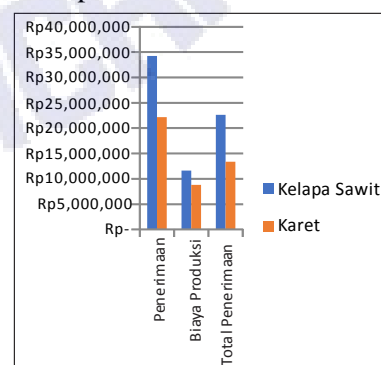 Rp40,000,000
Rp35,000,000
Rp30,000,000
Rp25,000,000
Rp20,000,000
Rp15,000,000
Rp10,000,000
Rp5,000,000
Rp-
Penerimaan
Biaya Produksi
Total Penerimaan
Kelapa Sawit
Karet